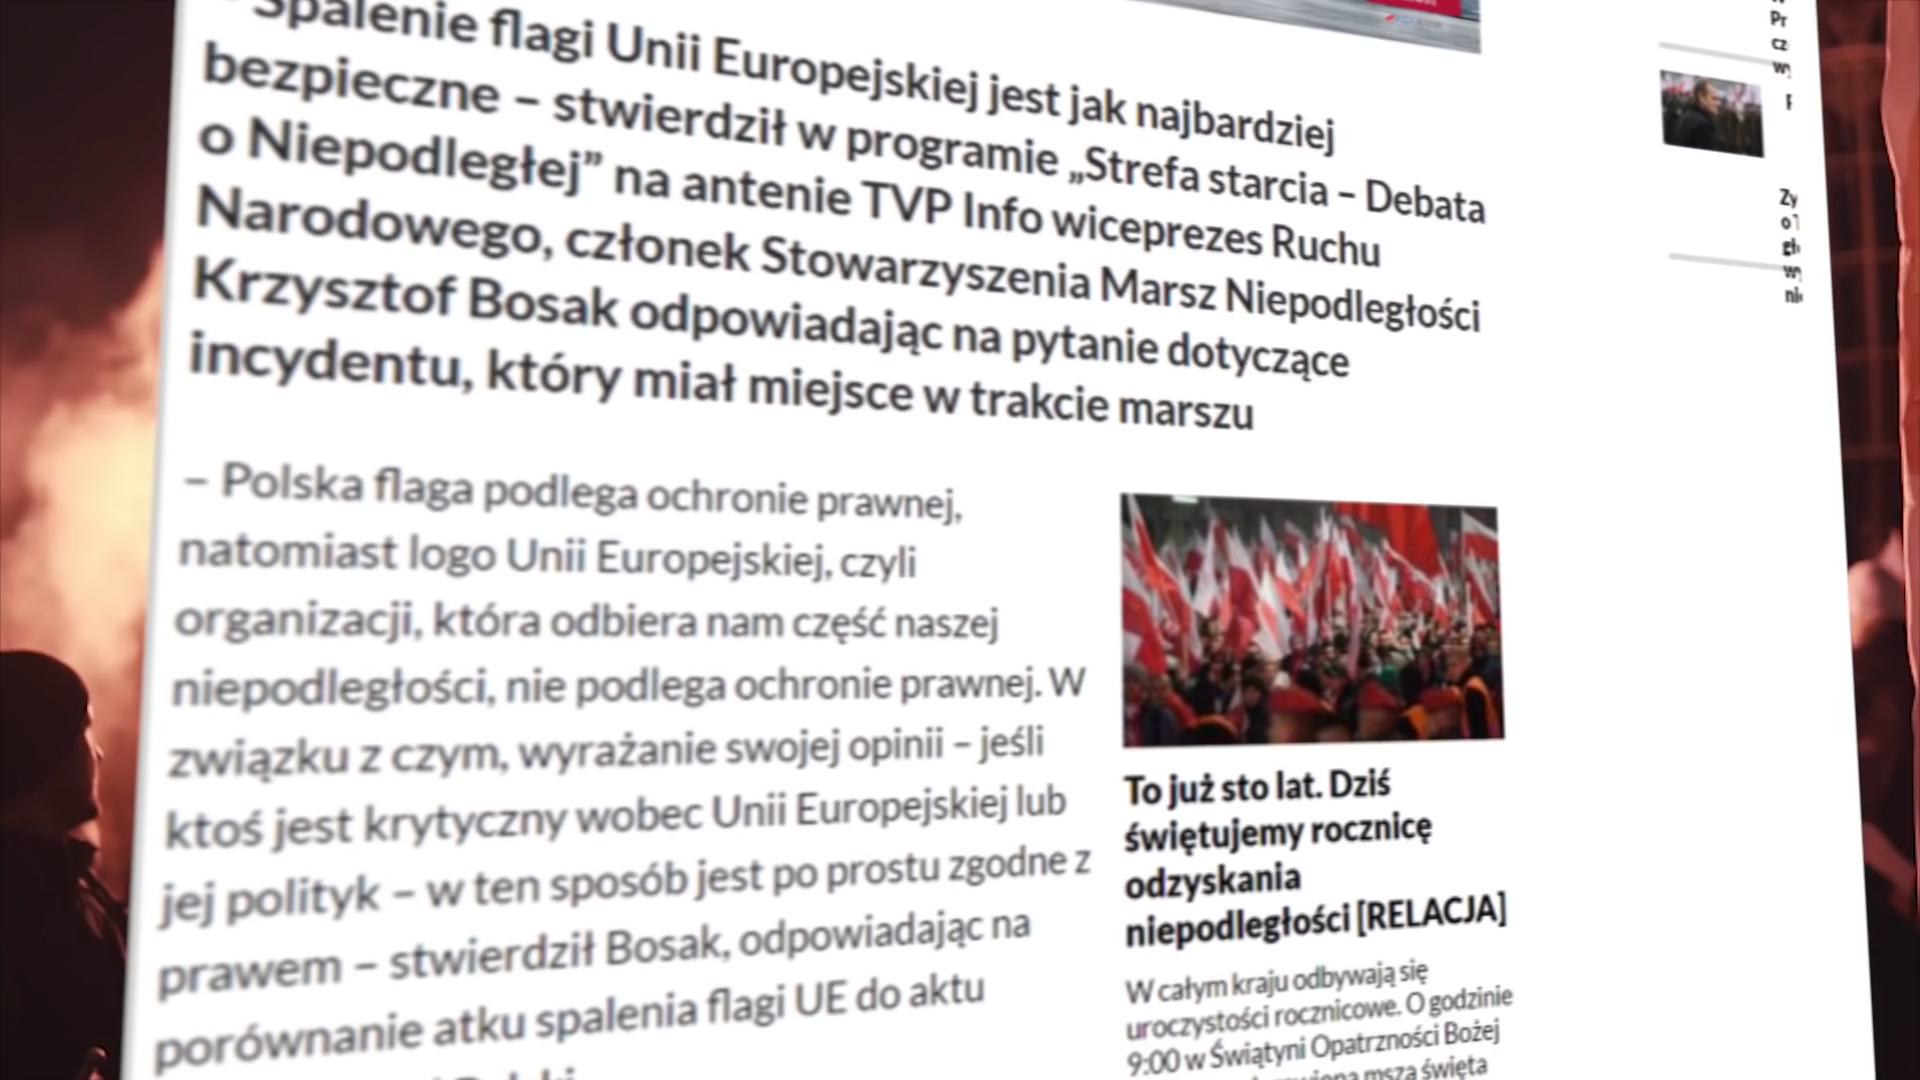 – Spalenie flagi Unii Europejskiej jest jak najbardziej
bezpieczne – stwierdził w programie „Strefa starcia – Debata
o Niepodległej” na antenie TVP Info wiceprezes Ruchu
Narodowego, członek Stowarzyszenia Marsz Niepodległości
Krzysztof Bosak odpowiadając na pytanie dotyczące
incydentu, który miał miejsce w trakcie marszu
– Polska flaga podlega ochronie prawnej,
natomiast logo Unii Europejskiej, czyli
organizacji, która odbiera nam część naszej
niepodległości, nie podlega ochronie prawnej. W
związku z czym, wyrażanie swojej opinii – jeśli
ktoś jest krytyczny wobec Unii Europejskiej lub
jej polityk – w ten sposób jest po prostu zgodne z
prawem – stwierdził Bosak, odpowiadając na
porównanie atku spalenia flagi UE do aktu
To już sto lat. Dziś
świętujemy rocznicę
odzyskania
niepodległości [RELACJA]
W całym kraju odbywają się
uroczystości rocznicowe. O godzinie
9:00 w Świątyni Opatrzności Bożej
msza święta